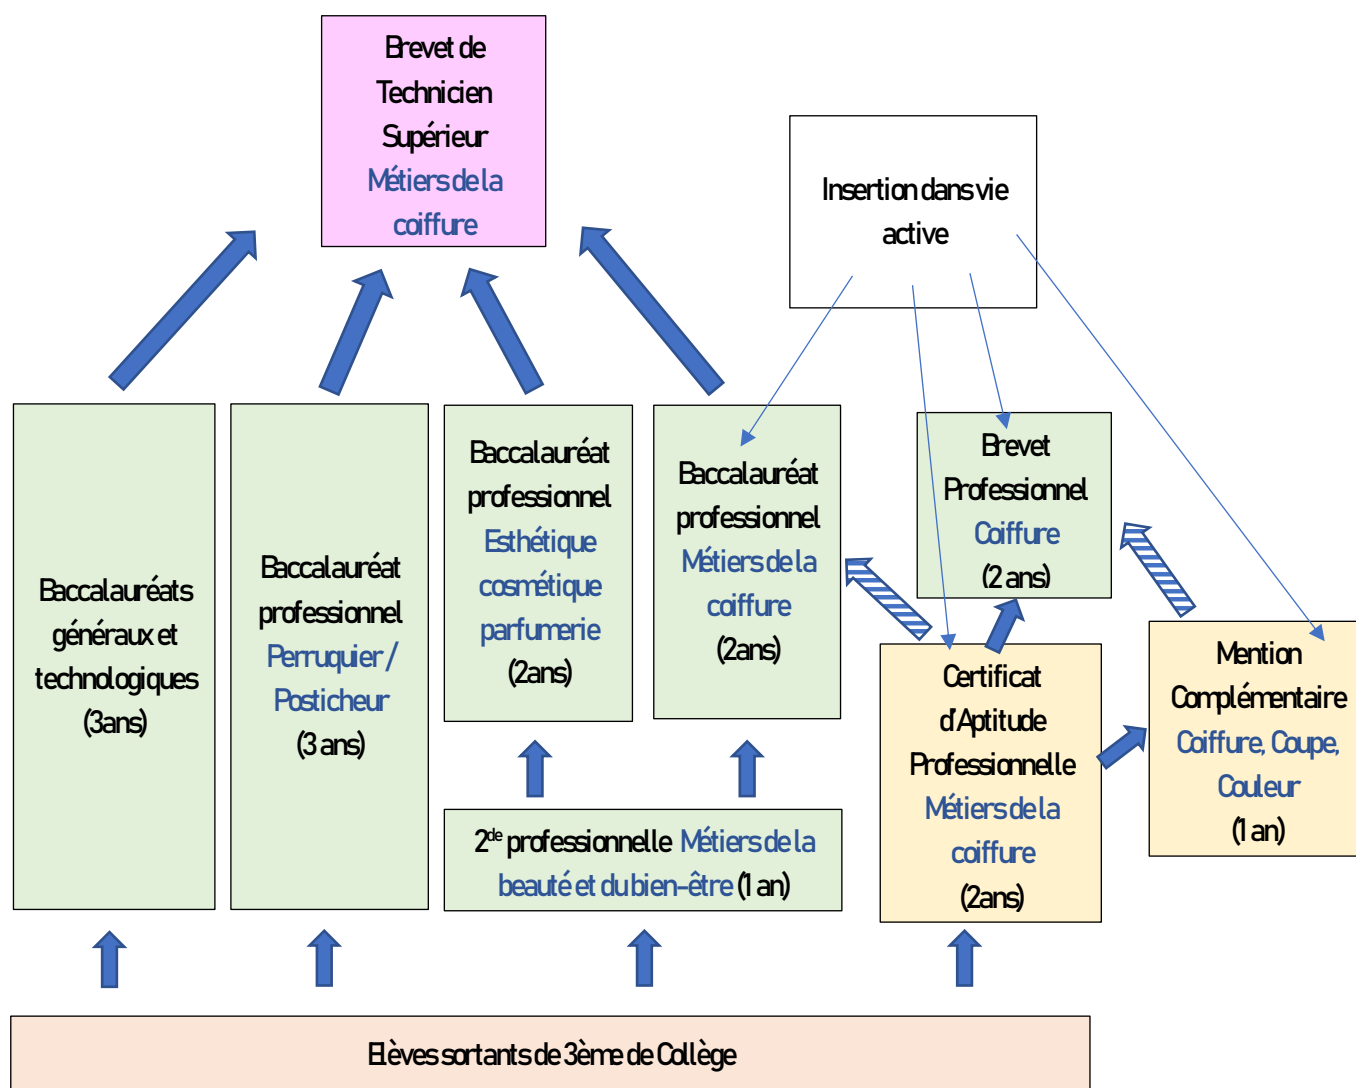 Brevet de
Technicien
Supérieur
Métiers de la
coiffure
Insertion dans vie
active
Baccalauréats
généraux et
technologiques
(3ans)
Baccalauréat
professionnel
Perruquier /
Posticheur
(3 ans)
Baccalauréat
professionnel
Esthétique
cosmétique
parfumerie
(2ans)
Baccalauréat
professionnel
Métiers de la
coiffure
(2ans)
Brevet
Professionnel
Coiffure
(2 ans)
2de professionnelle Métiers de la
beauté et du bien-être (1 an)
Certificat
d'Aptitude
Professionnelle
Métiers de la
coiffure
(2ans)
Mention
Complémentaire
Coiffure, Coupe,
Couleur
(1 an)
Elèves sortants de 3ème de Collège